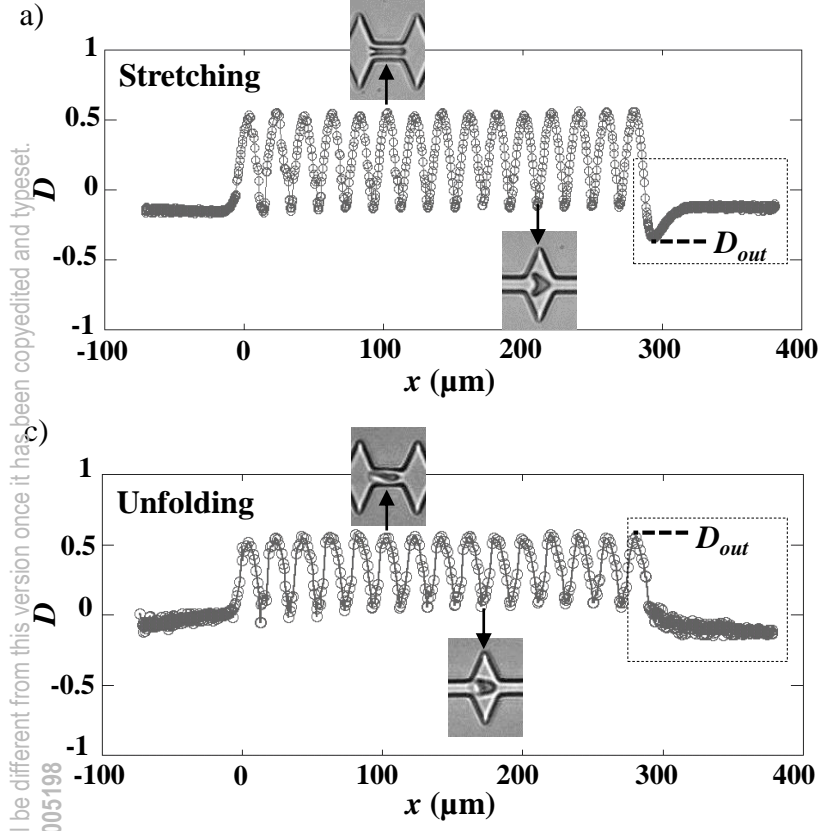 a)
Stretching
1
0.5
0
-0.5
-1
D
D_out
-100 0 100 200 300 400
x (µm)
c)
Unfolding
1
0.5
0
-0.5
-1
D
D_out
-100 0 100 200 300 400
x (µm)
l be different from this version once it has been copyedited and typeset.
005198